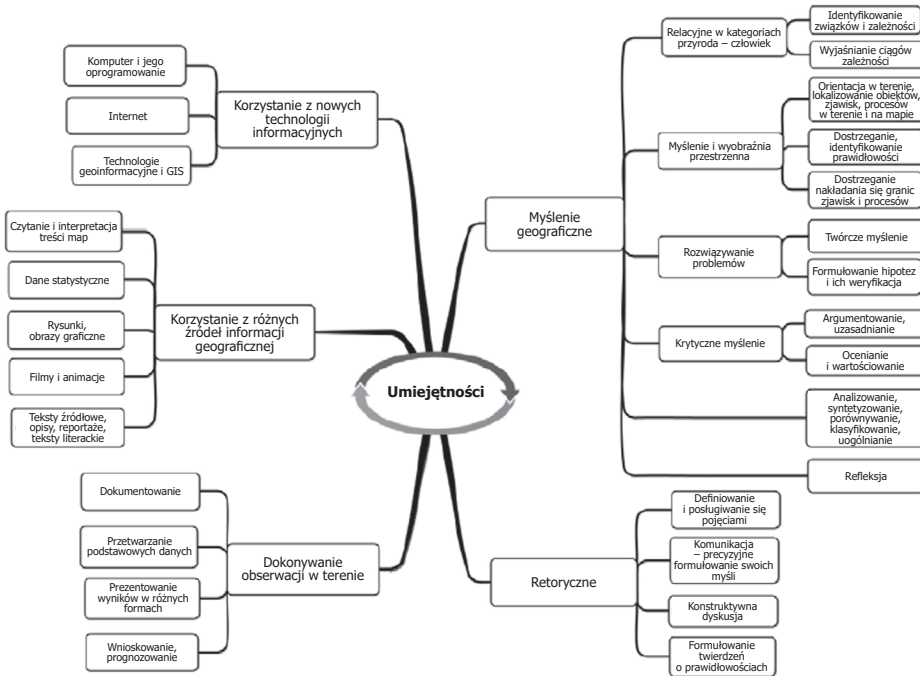 Komputer i jego
oprogramowanie
Internet
Technologie
geoinformacyjne i GIS
Korzystanie z nowych
technologii
informacyjnych
Czytanie i interpretacja
treści map
Dane statystyczne
Rysunki,
obrazy graficzne
Filmy i animacje
Teksty źródłowe,
opisy, reportaże,
teksty literackie
Korzystanie z różnych
źródeł informacji
geograficznej
Umiejętności
Dokumentowanie
Przetwarzanie
podstawowych danych
Prezentowanie
wyników w różnych
formach
Wnioskowanie,
prognozowanie
Dokonywanie
obserwacji w terenie
Myślenie
geograficzne
Relacyjne w kategoriach
przyroda – człowiek
Identyfikowanie
związków i zależności
Wyjaśnianie ciągów
zależności
Myślenie i wyobraźnia
przestrzenna
Orientacja w terenie,
lokalizowanie obiektów,
zjawisk, procesów
w terenie i na mapie
Dostrzeganie,
identyfikowanie
prawidłowości
Dostrzeganie
nakładania się granic
zjawisk i procesów
Rozwiązywanie
problemów
Twórcze myślenie
Formułowanie hipotez
i ich weryfikacja
Krytyczne myślenie
Argumentowanie,
uzasadnianie
Ocenianie
i wartościowanie
Analizowanie,
syntetyzowanie,
porównywanie,
klasyfikowanie,
uogólnianie
Refleksja
Retoryczne
Definiowanie
i posługiwanie się
pojęciami
Komunikacja
– precyzyjne
formułowanie swoich
myśli
Konstruktywna
dyskusja
Formułowanie
twierdzeń
o prawidłowościach